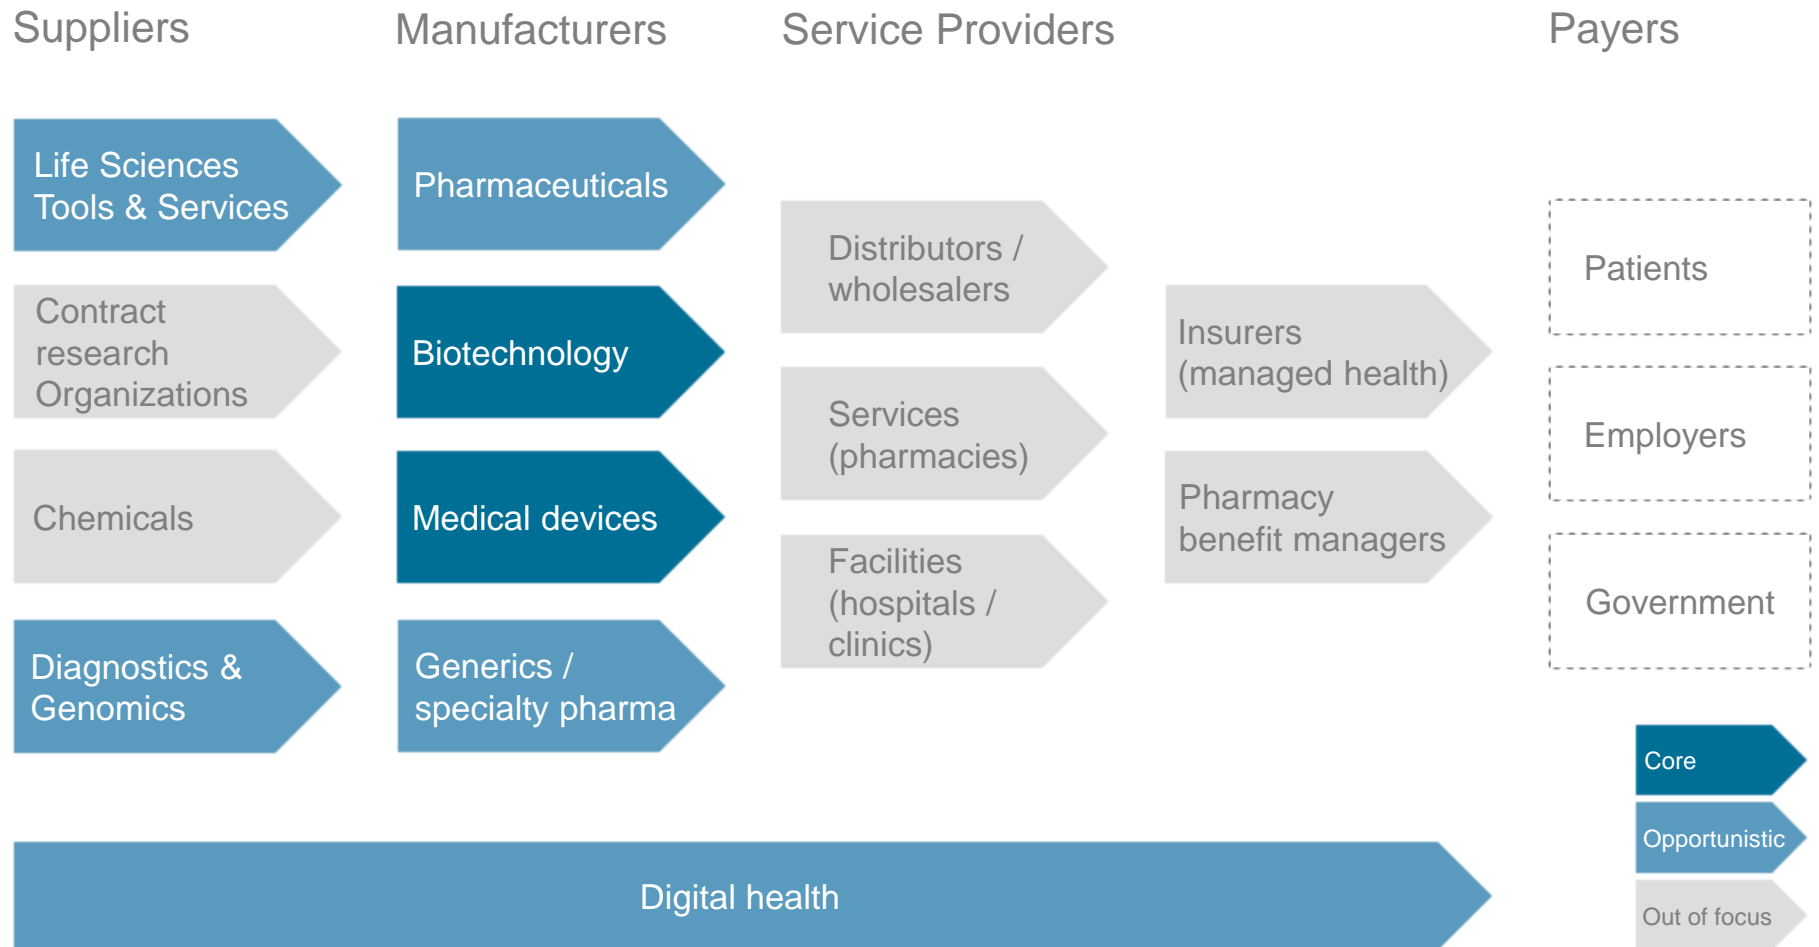 Suppliers
Manufacturers
Service Providers
Payers
Life Sciences
Tools & Services
Contract
research
Organizations
Chemicals
Diagnostics &
Genomics
Pharmaceuticals
Biotechnology
Medical devices
Generics /
specialty pharma
Distributors /
wholesalers
Services
(pharmacies)
Facilities
(hospitals /
clinics)
Insurers
(managed health)
Pharmacy
benefit managers
Patients
Employers
Government
Digital health
Core
Opportunistic
Out of focus